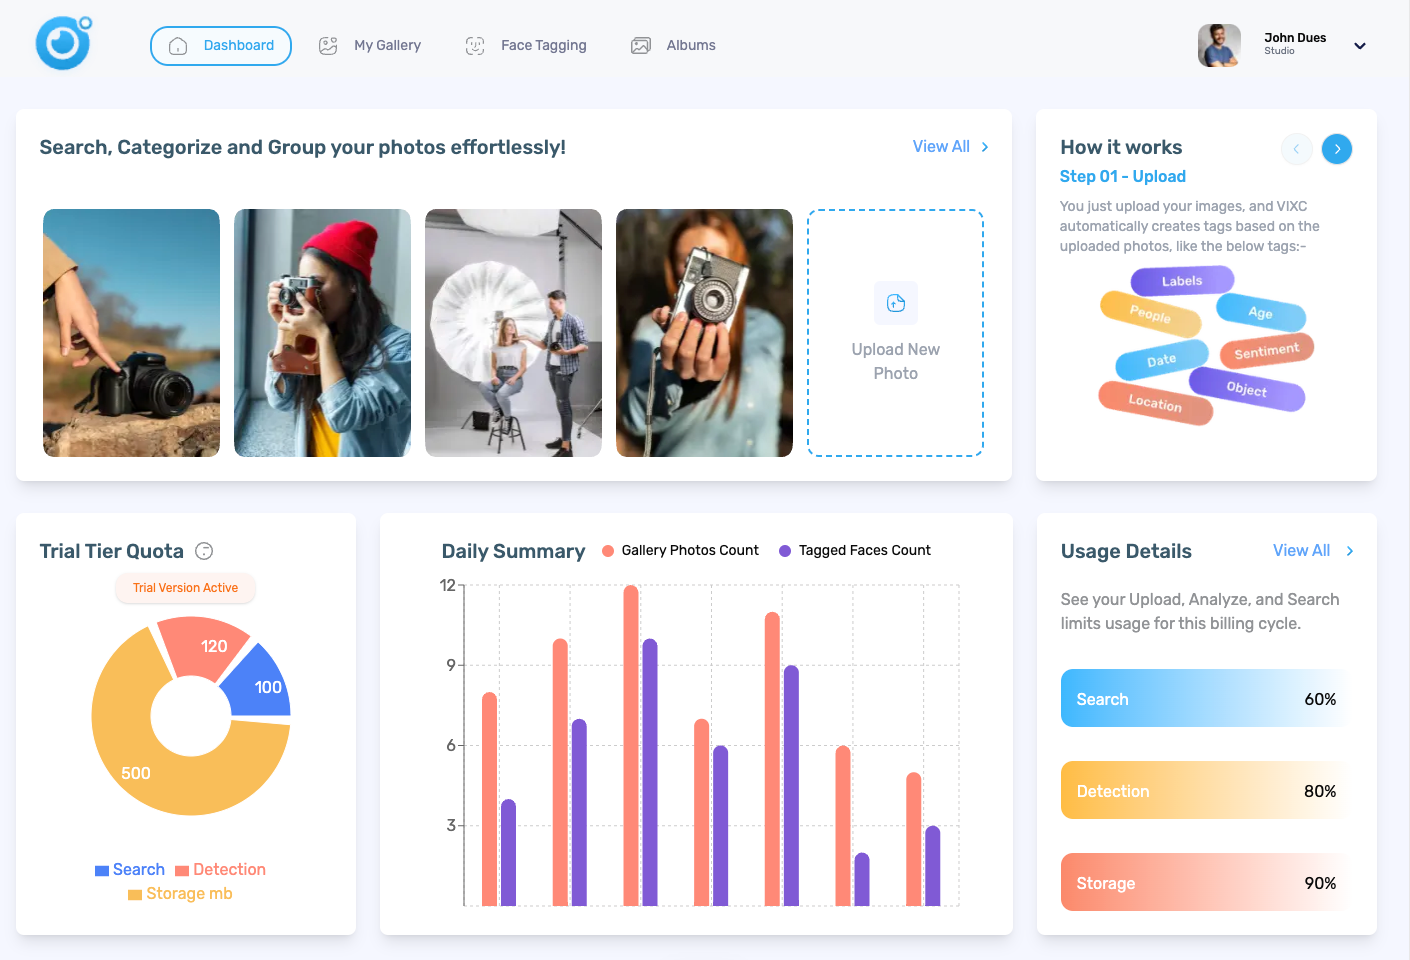 Dashboard
My Gallery
Face Tagging
Albums
John Dues
Studio
Search, Categorize and Group your photos effortlessly!
View All
Upload New
Photo
How it works
Step 01 - Upload
You just upload your images, and VIXC
automatically creates tags based on the
uploaded photos, like the below tags:-
Labels
People
Age
Date
Sentiment
Object
Location
Trial Tier Quota
Trial Version Active
120
100
500
Search
Detection
Storage mb
Daily Summary
Gallery Photos Count
Tagged Faces Count
12
9
6
3
Usage Details
View All
See your Upload, Analyze, and Search
limits usage for this billing cycle.
Search 60%
Detection 80%
Storage 90%